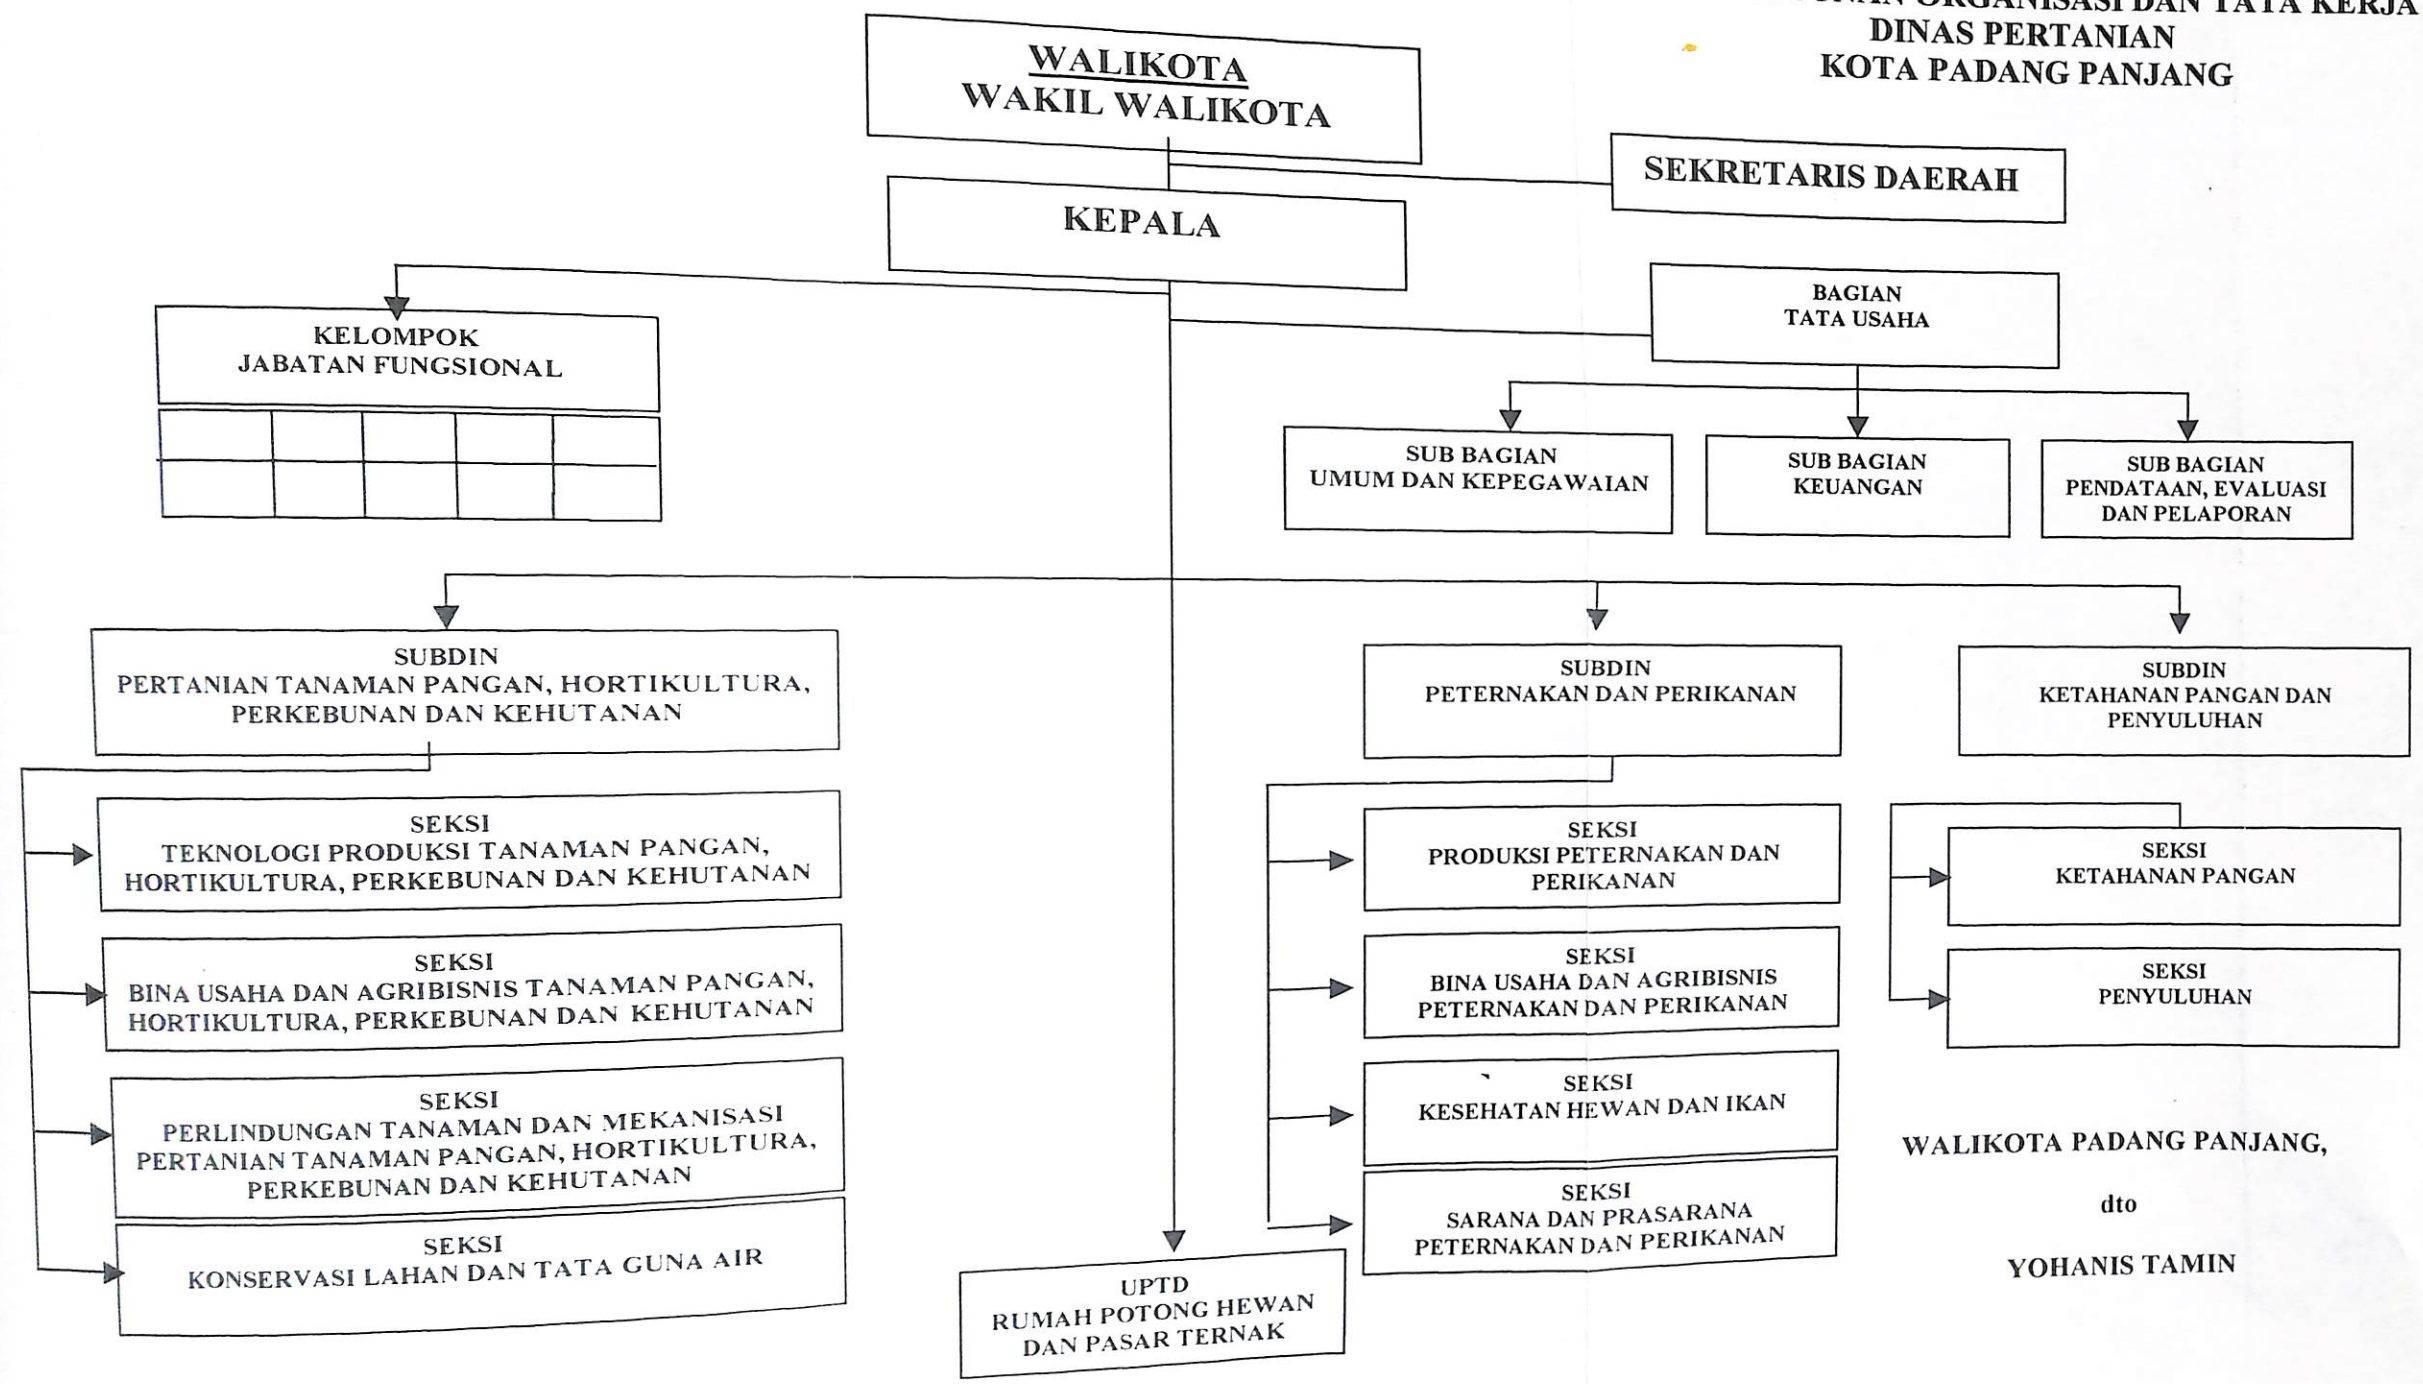 ORGANISASI DAN TATA KERJA
DINAS PERTANIAN
KOTA PADANG PANJANG
WALIKOTA
WAKIL WALIKOTA
SEKRETARIS DAERAH
KEPALA
BAGIAN
TATA USAHA
KELOMPOK
JABATAN FUNGSIONAL
SUB BAGIAN
UMUM DAN KEPEGAWAIAN
SUB BAGIAN
KEUANGAN
SUB BAGIAN
PENDATAAN, EVALUASI
DAN PELAPORAN
SUBDIN
PERTANIAN TANAMAN PANGAN, HORTIKULTURA,
PERKEBUNAN DAN KEHUTANAN
SUBDIN
PETERNAKAN DAN PERIKANAN
SUBDIN
KETAHANAN PANGAN DAN
PENYULUHAN
SEKSI
TEKNOLOGI PRODUKSI TANAMAN PANGAN,
HORTIKULTURA, PERKEBUNAN DAN KEHUTANAN
SEKSI
BINA USAHA DAN AGRIBISNIS TANAMAN PANGAN,
HORTIKULTURA, PERKEBUNAN DAN KEHUTANAN
SEKSI
PERLINDUNGAN TANAMAN DAN MEKANISASI
PERTANIAN TANAMAN PANGAN, HORTIKULTURA,
PERKEBUNAN DAN KEHUTANAN
SEKSI
KONSERVASI LAHAN DAN TATA GUNA AIR
SEKSI
PRODUKSI PETERNAKAN DAN
PERIKANAN
SEKSI
BINA USAHA DAN AGRIBISNIS
PETERNAKAN DAN PERIKANAN
SEKSI
KESEHATAN HEWAN DAN IKAN
SEKSI
SARANA DAN PRASARANA
PETERNAKAN DAN PERIKANAN
SEKSI
KETAHANAN PANGAN
SEKSI
PENYULUHAN
UPTD
RUMAH POTONG HEWAN
DAN PASAR TERNAK
WALIKOTA PADANG PANJANG,
dto
YOHANIS TAMIN